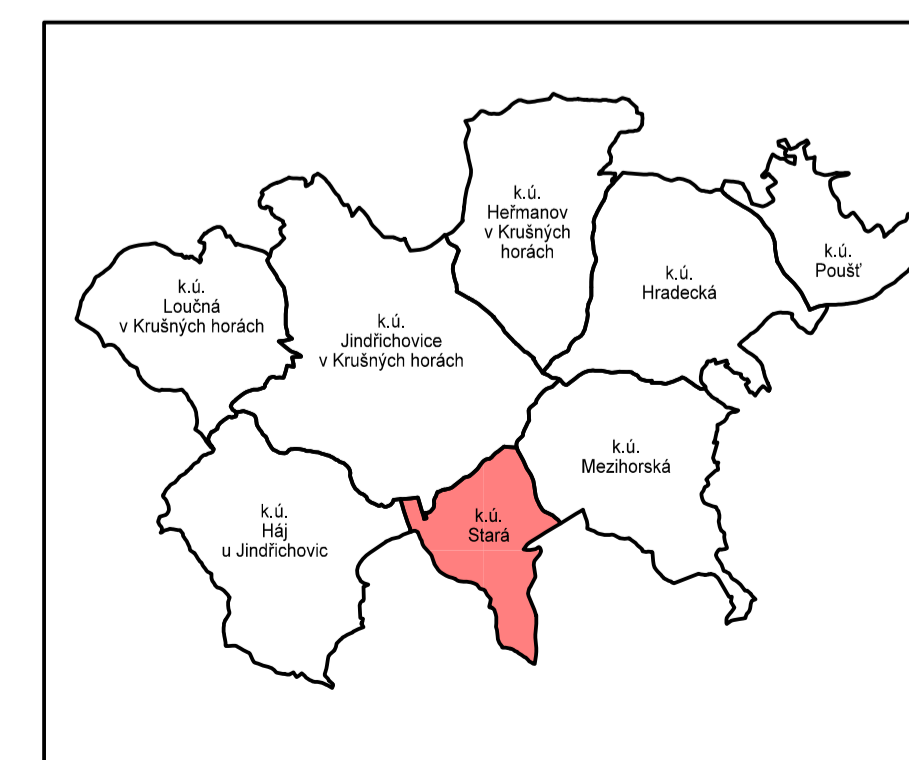 k.ú.
Heřmanov
v Krušných
horách
k.ú.
Poušť
k.ú.
Hradecká
k.ú.
Loučná
v Krušných horách
k.ú.
Jindřichovice
v Krušných horách
k.ú.
Mezihorská
k.ú.
Háj
u Jindřichovic
k.ú.
Stará